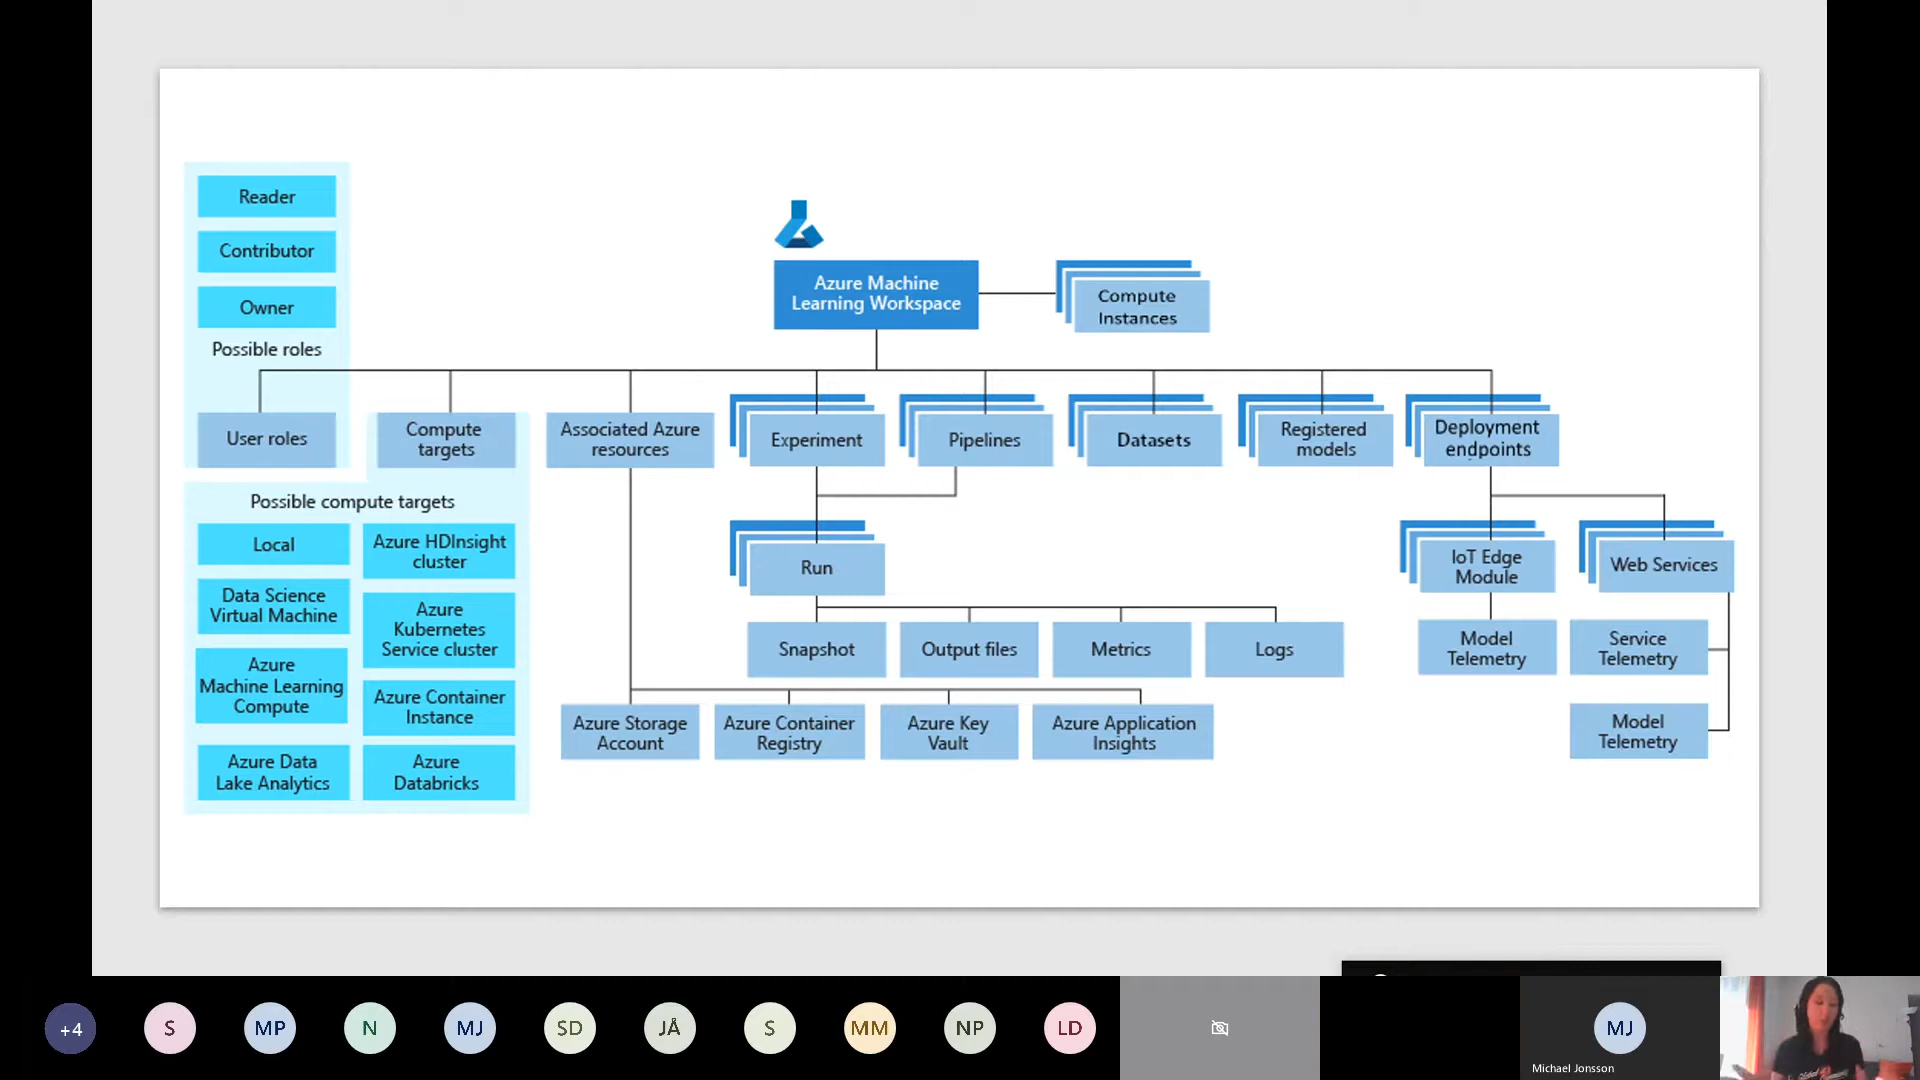 Reader
Contributor
Owner
Possible roles
User roles
Azure Machine
Learning Workspace
Compute
Instances
Compute
targets
Associated Azure
resources
Experiment
Pipelines
Datasets
Registered
models
Deployment
endpoints
Possible compute targets
Local
Azure HDInsight
cluster
Data Science
Virtual Machine
Azure
Kubernetes
Service cluster
Azure
Machine Learning
Compute
Azure Container
Instance
Azure Data
Lake Analytics
Azure
Databricks
Run
Snapshot
Output files
Metrics
Logs
Azure Storage
Account
Azure Container
Registry
Azure Key
Vault
Azure Application
Insights
IoT Edge
Module
Web Services
Model
Telemetry
Service
Telemetry
Model
Telemetry
+4
S
MP
N
MJ
SD
JÅ
S
MM
NP
LD
MJ
Michael Jonsson